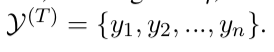 𝒴^(T) = {y_1, y_2, ..., y_n}.